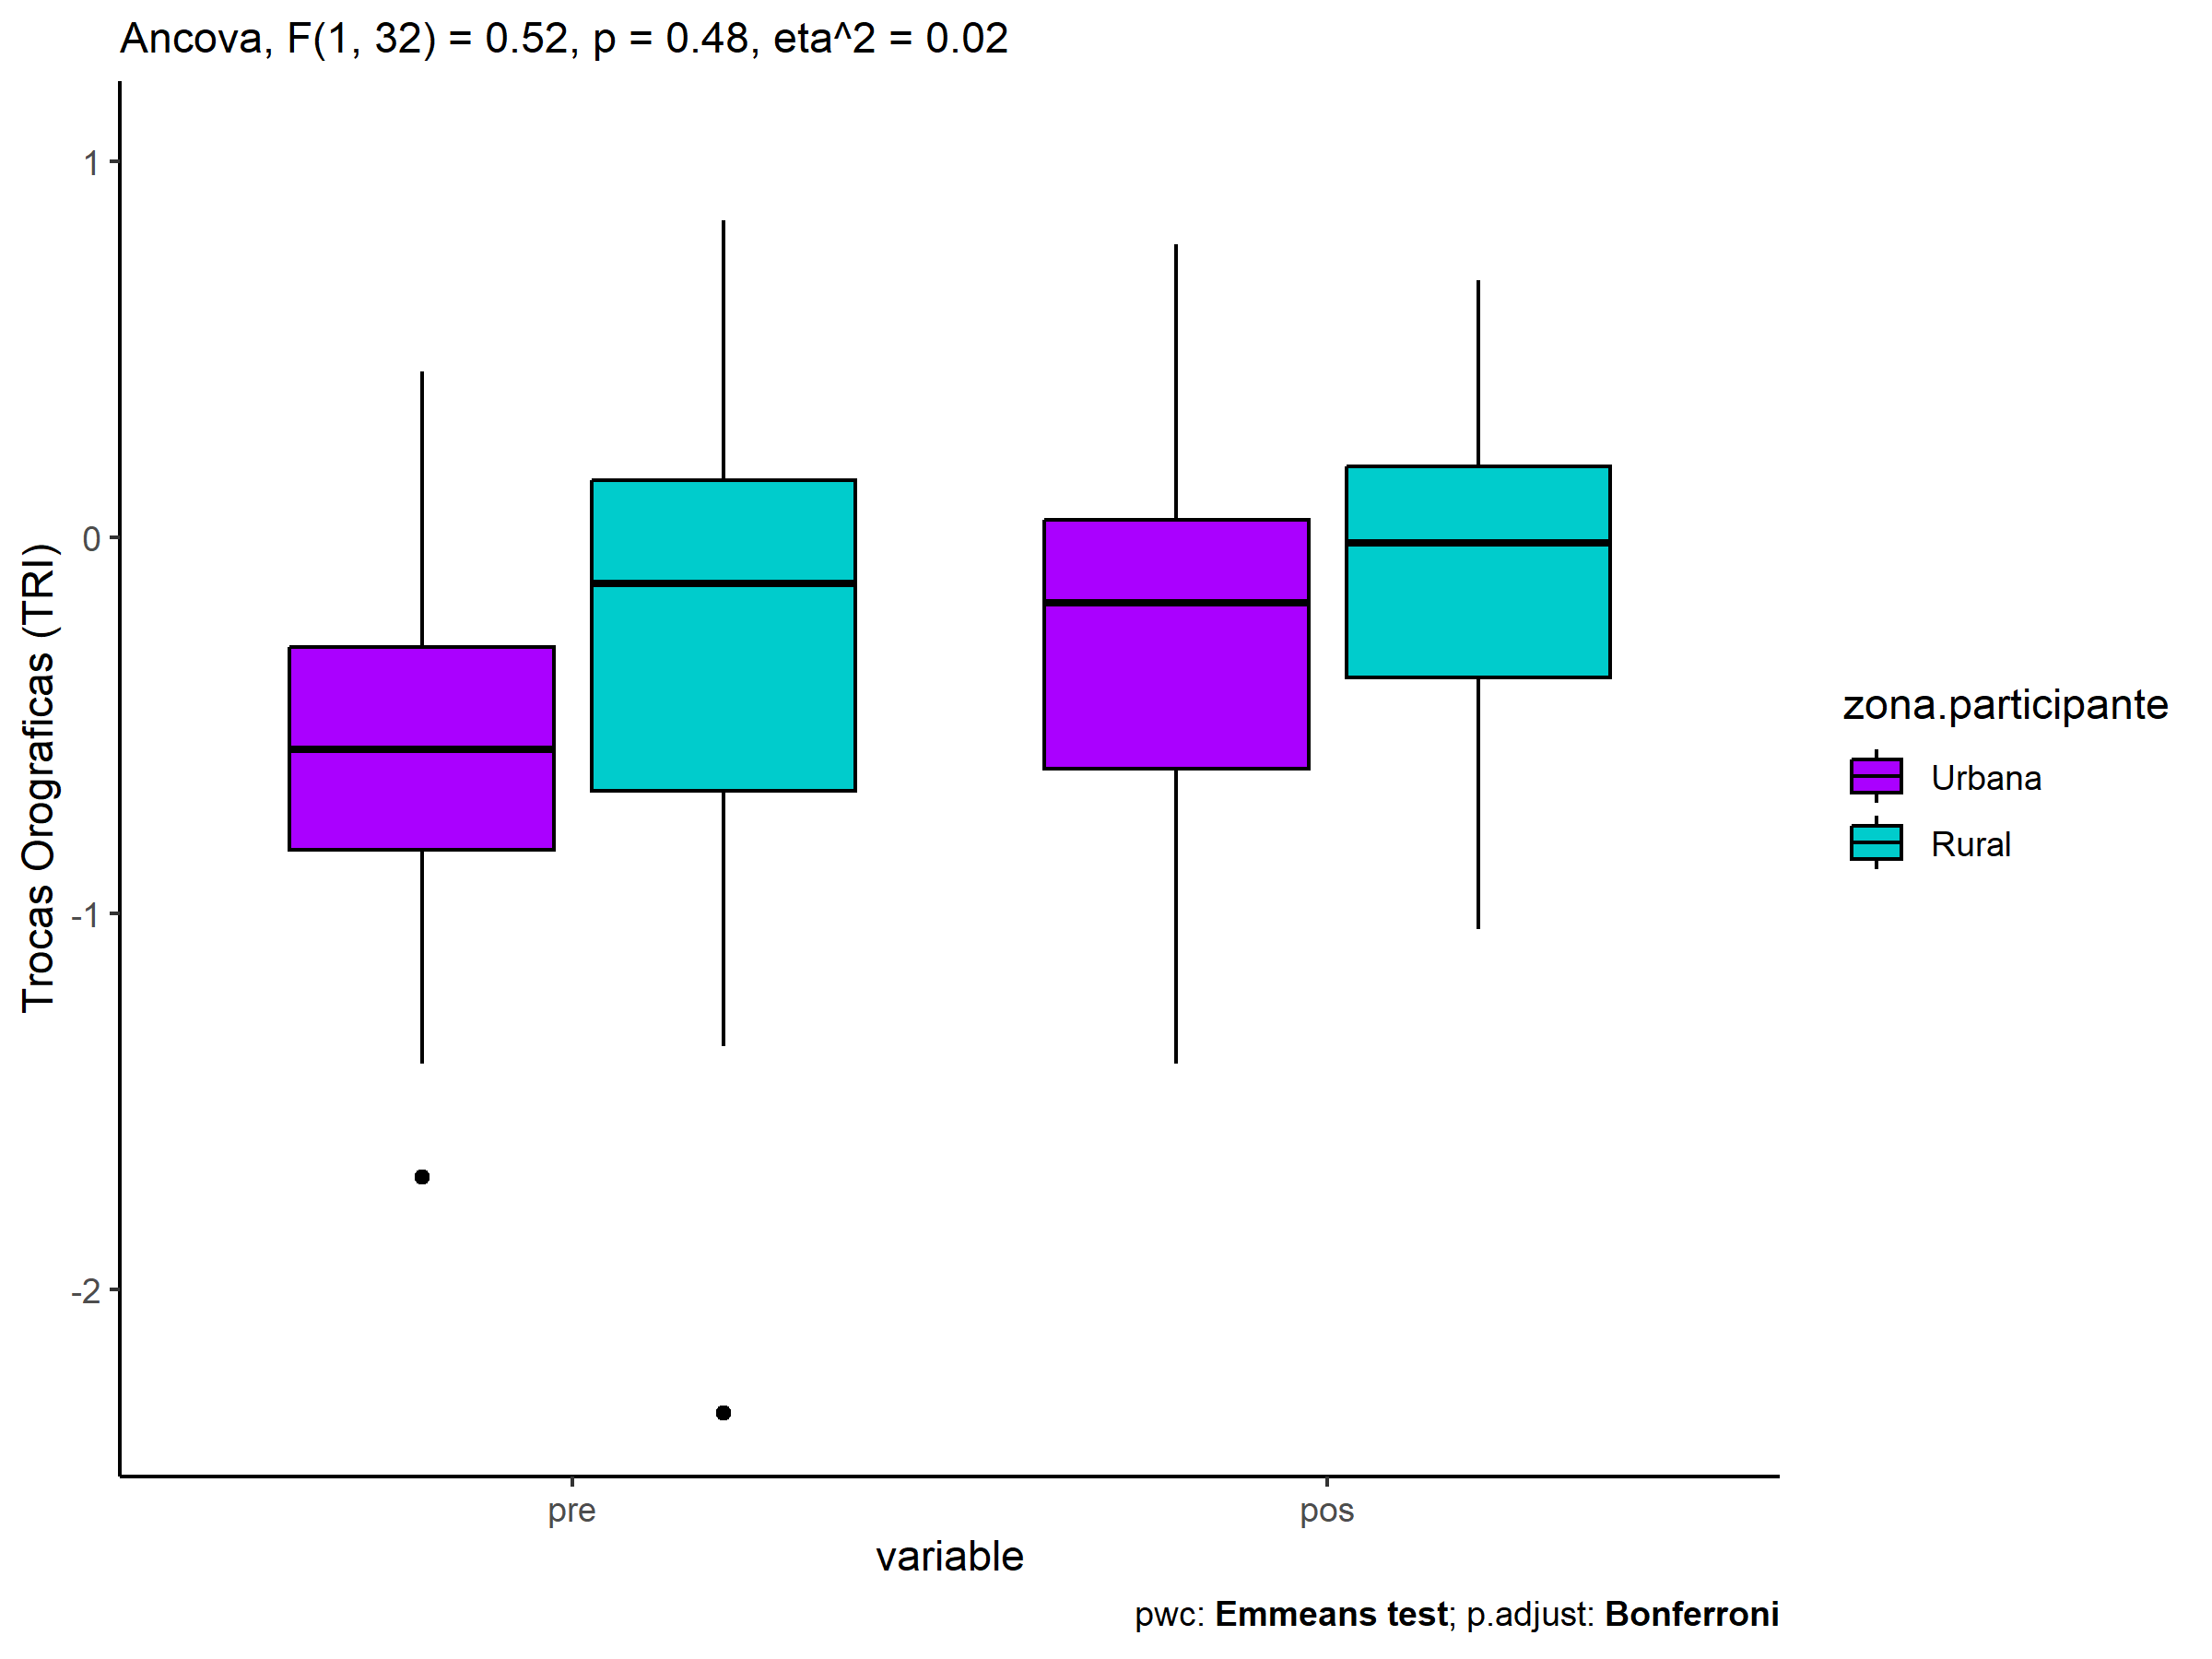 Ancova, F(1, 32) = 0.52, p = 0.48, eta^2 = 0.02
Trocas Orograficas (TRI)
1
0
-1
-2
pre
pos
variable
zona.participante
Urbana
Rural
pwc: Emmeans test; p.adjust: Bonferroni